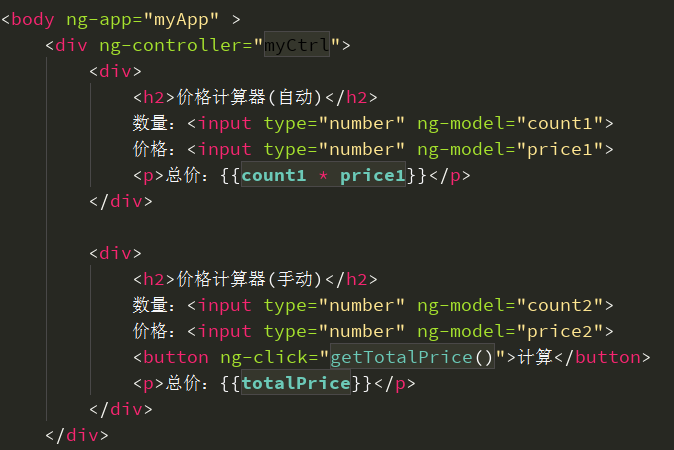 <body ng-app="myApp" >
<div ng-controller="myCtrl">
<div>
<h2>价格计算器(自动)</h2>
数量：<input type="number" ng-model="count1">
价格：<input type="number" ng-model="price1">
<p>总价：{{count1 * price1}}</p>
</div>
<div>
<h2>价格计算器(手动)</h2>
数量：<input type="number" ng-model="count2">
价格：<input type="number" ng-model="price2">
<button ng-click="getTotalPrice()">计算</button>
<p>总价：{{totalPrice}}</p>
</div>
</div>